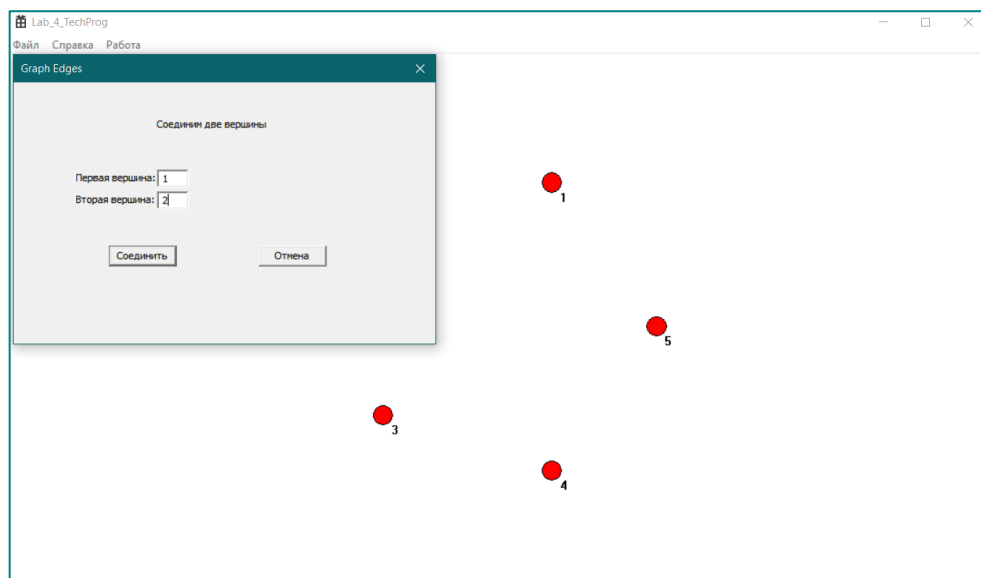 Lab_4_TechProg
Файл Справка Работа
Graph Edges
Соединим две вершины
Первая вершина: 1
Вторая вершина: 2
Соединить Отмена
1
5
3
4